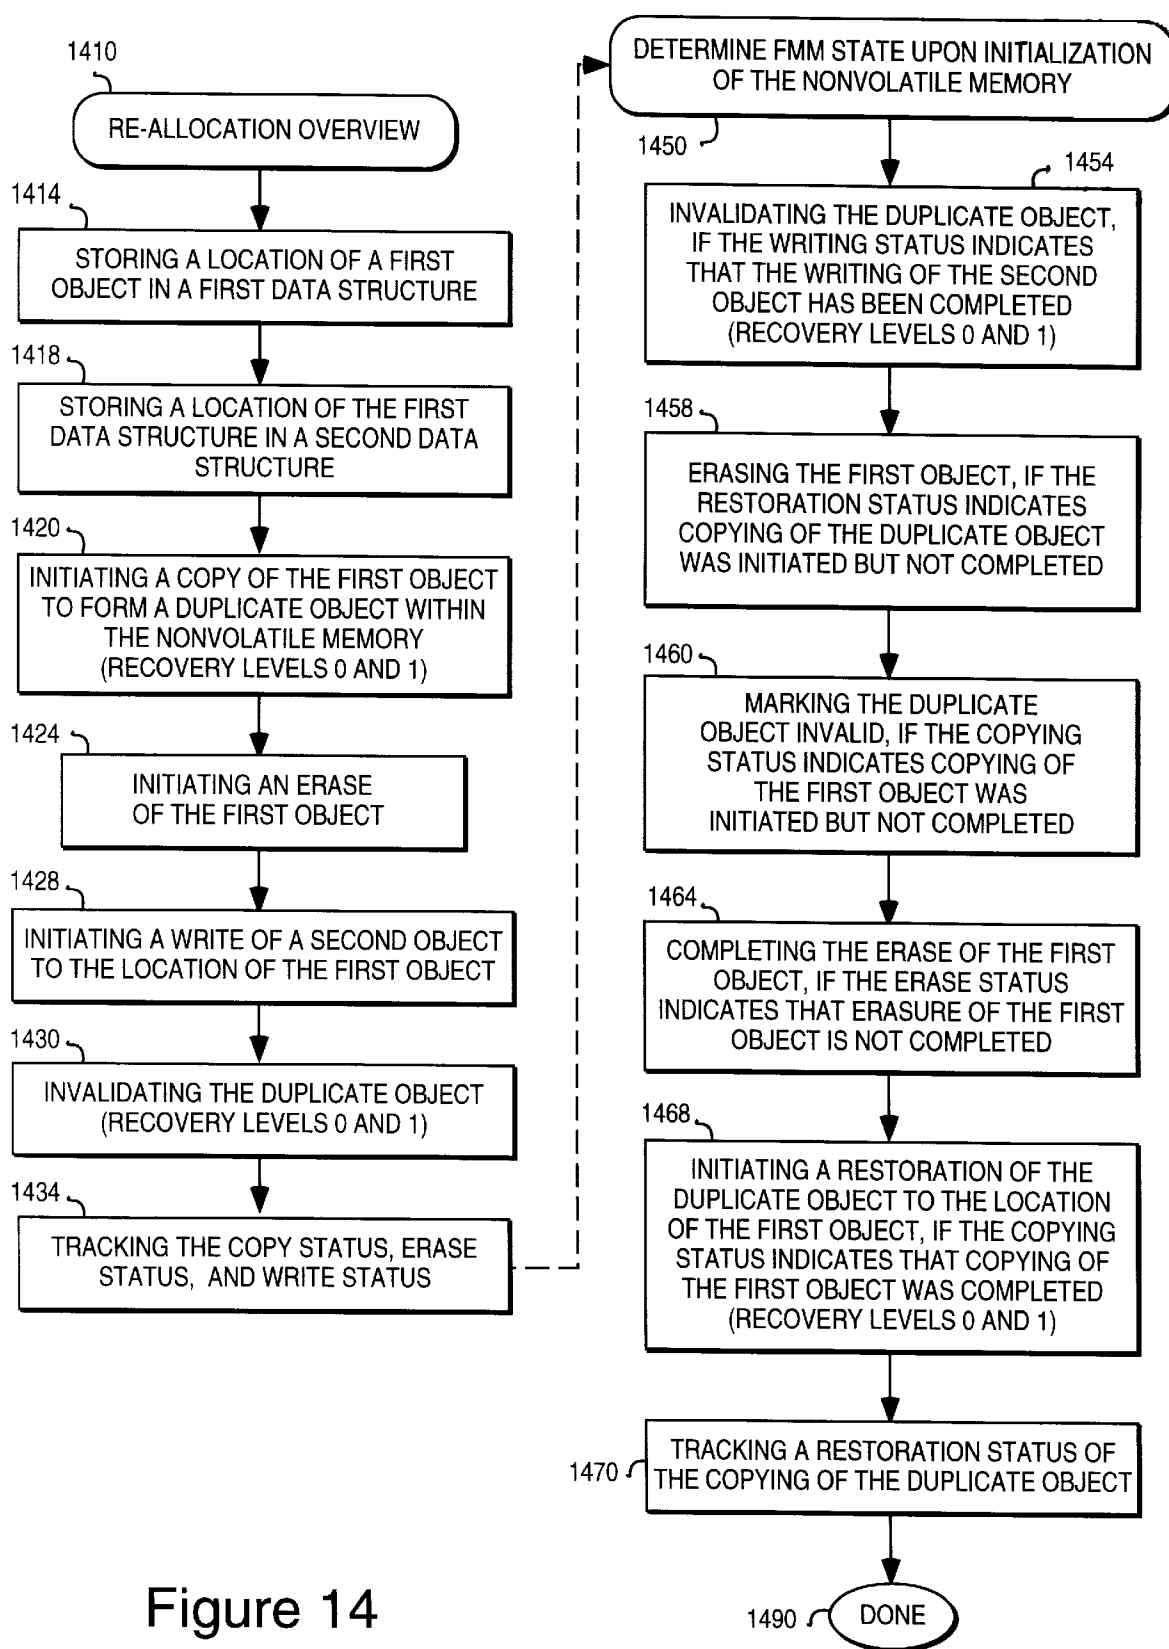 1410
RE-ALLOCATION OVERVIEW
1414
STORING A LOCATION OF A FIRST
OBJECT IN A FIRST DATA STRUCTURE
1418
STORING A LOCATION OF THE FIRST
DATA STRUCTURE IN A SECOND DATA
STRUCTURE
1420
INITIATING A COPY OF THE FIRST OBJECT
TO FORM A DUPLICATE OBJECT WITHIN
THE NONVOLATILE MEMORY
(RECOVERY LEVELS 0 AND 1)
1424
INITIATING AN ERASE
OF THE FIRST OBJECT
1428
INITIATING A WRITE OF A SECOND OBJECT
TO THE LOCATION OF THE FIRST OBJECT
1430
INVALIDATING THE DUPLICATE OBJECT
(RECOVERY LEVELS 0 AND 1)
1434
TRACKING THE COPY STATUS, ERASE
STATUS, AND WRITE STATUS
DETERMINE FMM STATE UPON INITIALIZATION
OF THE NONVOLATILE MEMORY
1450
1454
INVALIDATING THE DUPLICATE OBJECT,
IF THE WRITING STATUS INDICATES
THAT THE WRITING OF THE SECOND
OBJECT HAS BEEN COMPLETED
(RECOVERY LEVELS 0 AND 1)
1458
ERASING THE FIRST OBJECT, IF THE
RESTORATION STATUS INDICATES
COPYING OF THE DUPLICATE OBJECT
WAS INITIATED BUT NOT COMPLETED
1460
MARKING THE DUPLICATE
OBJECT INVALID, IF THE COPYING
STATUS INDICATES COPYING OF
THE FIRST OBJECT WAS
INITIATED BUT NOT COMPLETED
1464
COMPLETING THE ERASE OF THE FIRST
OBJECT, IF THE ERASE STATUS
INDICATES THAT ERASURE OF THE FIRST
OBJECT IS NOT COMPLETED
1468
INITIATING A RESTORATION OF THE
DUPLICATE OBJECT TO THE LOCATION
OF THE FIRST OBJECT, IF THE COPYING
STATUS INDICATES THAT COPYING OF
THE FIRST OBJECT WAS COMPLETED
(RECOVERY LEVELS 0 AND 1)
1470
TRACKING A RESTORATION STATUS OF
THE COPYING OF THE DUPLICATE OBJECT
1490
DONE
Figure 14